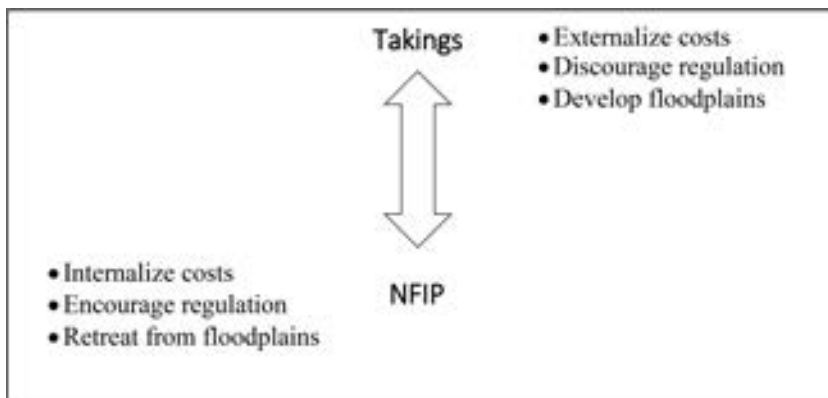 Takings
• Externalize costs
• Discourage regulation
• Develop floodplains
• Internalize costs
• Encourage regulation
• Retreat from floodplains
NFIP